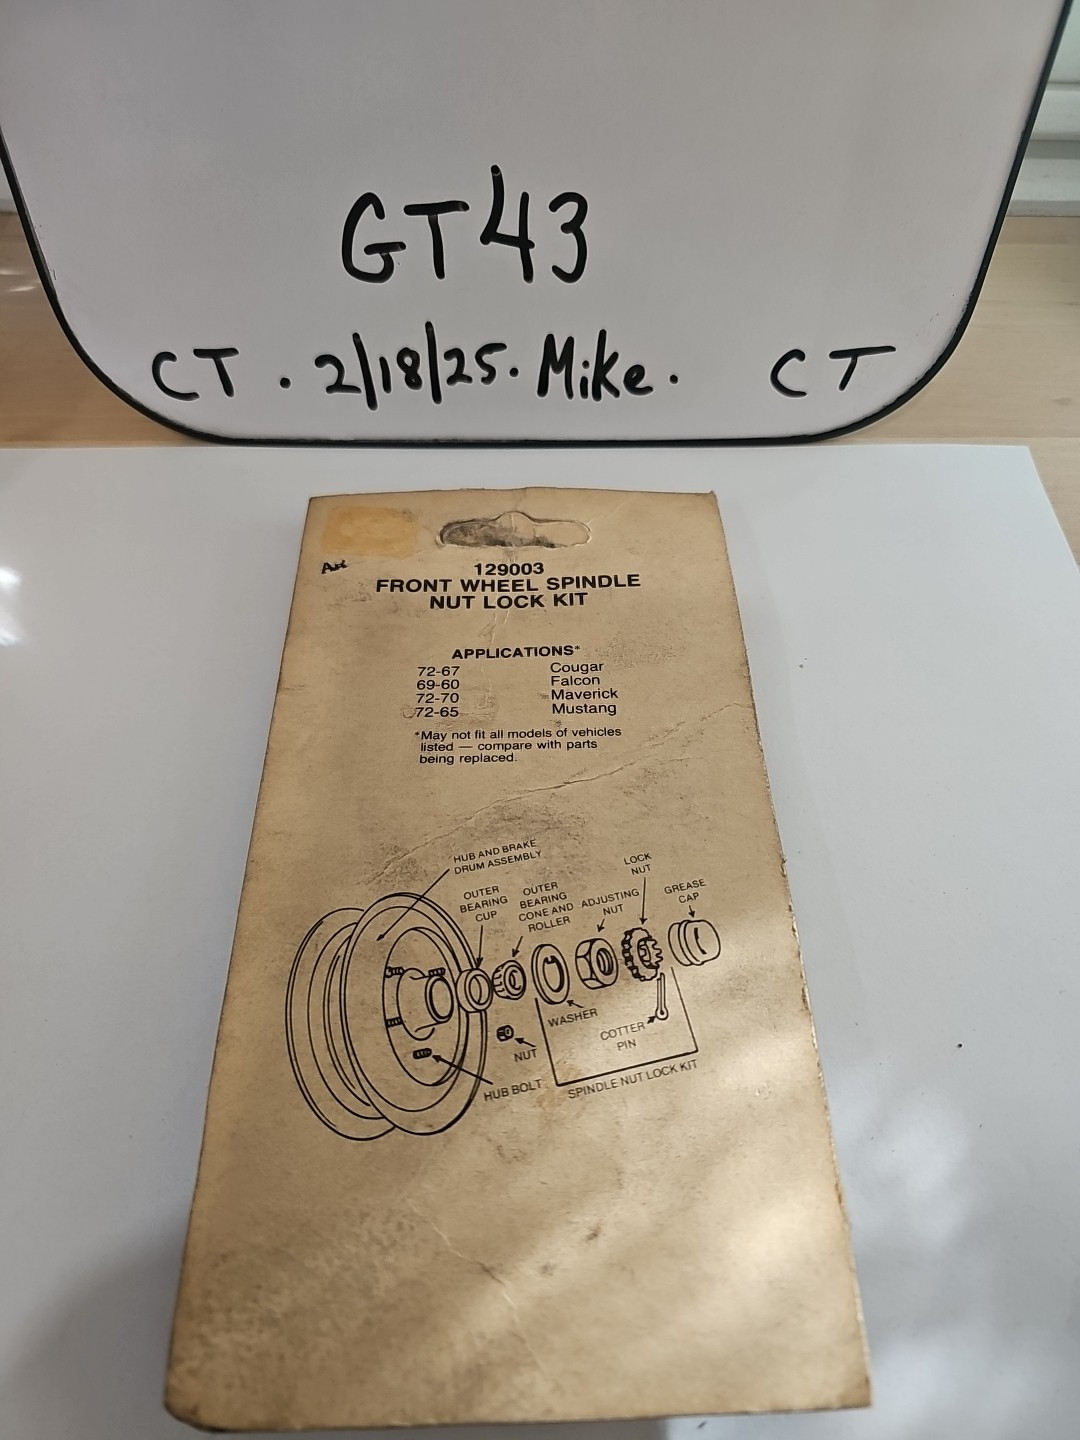 GT43
CT. 2/18/25. Mike. CT
129003
FRONT WHEEL SPINDLE
NUT LOCK KIT
APPLICATIONS*
72-67 Cougar
69-60 Falcon
72-70 Maverick
72-65 Mustang
*May not fit all models of vehicles
listed — compare with parts
being replaced.
HUB AND BRAKE
DRUM ASSEMBLY
OUTER
BEARING
CUP
OUTER
BEARING
CONE AND
ROLLER
ADJUSTING
NUT
LOCK
NUT
GREASE
CAP
WASHER
COTTER
PIN
NUT
HUB BOLT
SPINDLE NUT LOCK KIT